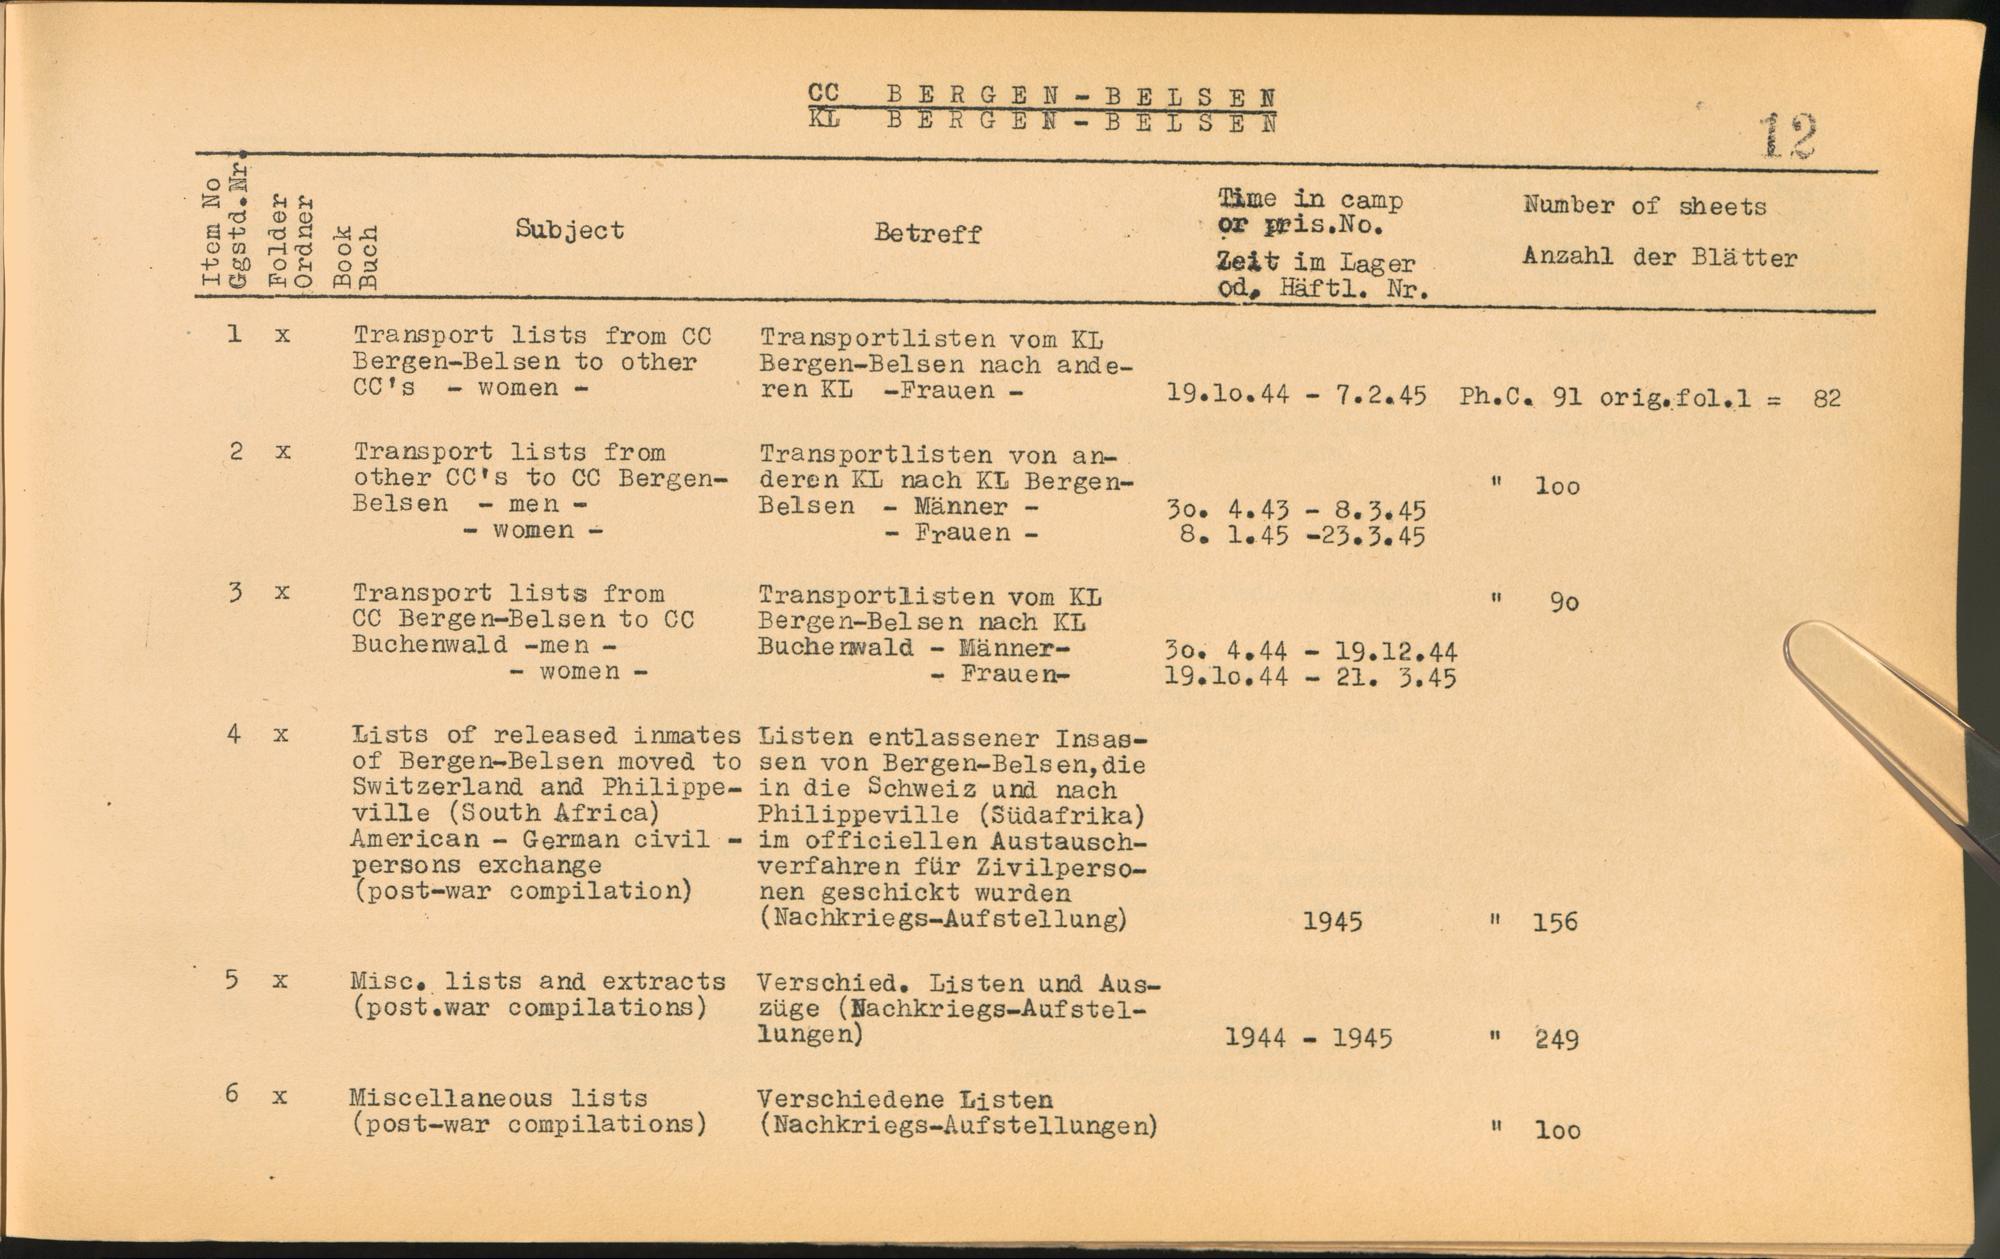 CC BERGEN-BELSEN
KL BERGEN-BELSEN
12
Item No
Ggstd.Nr.
Folder
Ordner
Book
Buch
Subject
Betreff
Time in camp
or pris.No.
Zeit im Lager
od. Häftl. Nr.
Number of sheets
Anzahl der Blätter
1 x Transport lists from CC Transportlisten vom KL
Bergen-Belsen to other Bergen-Belsen nach ande-
CC's - women - ren KL -Frauen - 19.lo.44 - 7.2.45 Ph.C. 91 orig.fol.l = 82
2 x Transport lists from Transportlisten von an-
other CC's to CC Bergen- deren KL nach KL Bergen- " loo
Belsen - men - Belsen - Männer - 3o. 4.43 - 8.3.45
- women - - Frauen - 8. 1.45 -23.3.45
3 x Transport lists from Transportlisten vom KL " 9o
CC Bergen-Belsen to CC Bergen-Belsen nach KL
Buchenwald -men - Buchenwald - Männer- 3o. 4.44 - 19.12.44
- women - - Frauen- 19.lo.44 - 21. 3.45
4 x Lists of released inmates Listen entlassener Insas-
of Bergen-Belsen moved to sen von Bergen-Belsen,die
Switzerland and Philippe- in die Schweiz und nach
ville (South Africa) Philippeville (Südafrika)
American - German civil - im officiellen Austausch-
persons exchange verfahren für Zivilperso-
(post-war compilation) nen geschickt wurden
(Nachkriegs-Aufstellung) 1945 " 156
5 x Misc. lists and extracts Verschied. Listen und Aus-
(post.war compilations) züge (Nachkriegs-Aufstel-
lungen) 1944 - 1945 " 249
6 x Miscellaneous lists Verschiedene Listen
(post-war compilations) (Nachkriegs-Aufstellungen) " loo